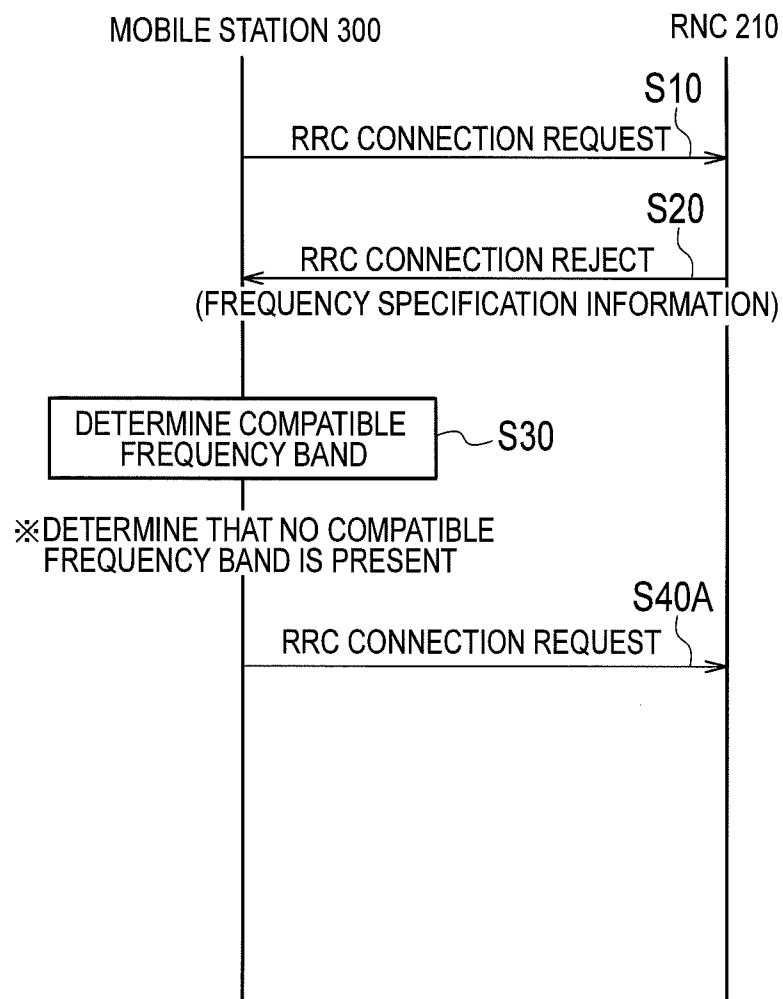 MOBILE STATION 300
RNC 210
S10
RRC CONNECTION REQUEST
S20
RRC CONNECTION REJECT
(FREQUENCY SPECIFICATION INFORMATION)
DETERMINE COMPATIBLE
FREQUENCY BAND
S30
※DETERMINE THAT NO COMPATIBLE
FREQUENCY BAND IS PRESENT
S40A
RRC CONNECTION REQUEST